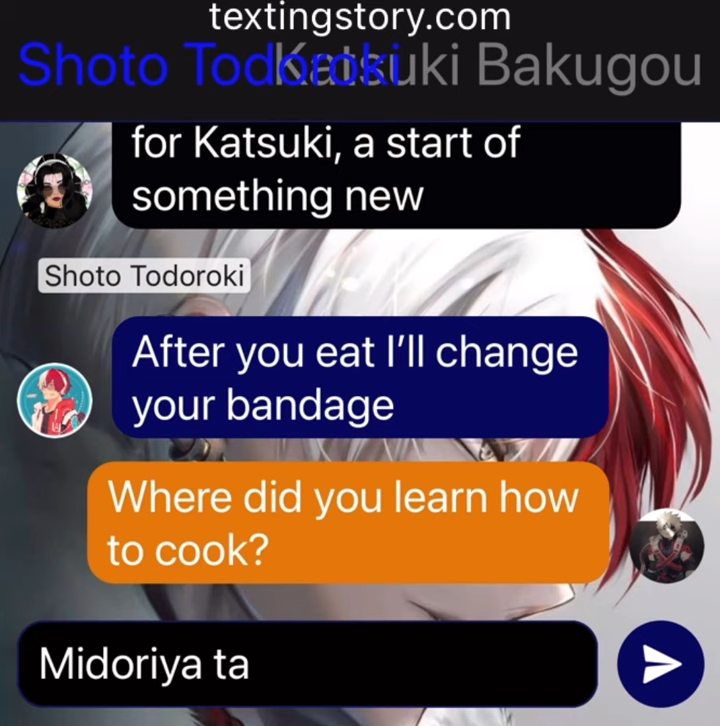 textingstory.com
Shoto Todoroki Katsuki Bakugou
for Katsuki, a start of
something new
Shoto Todoroki
After you eat I’ll change
your bandage
Where did you learn how
to cook?
Midoriya ta